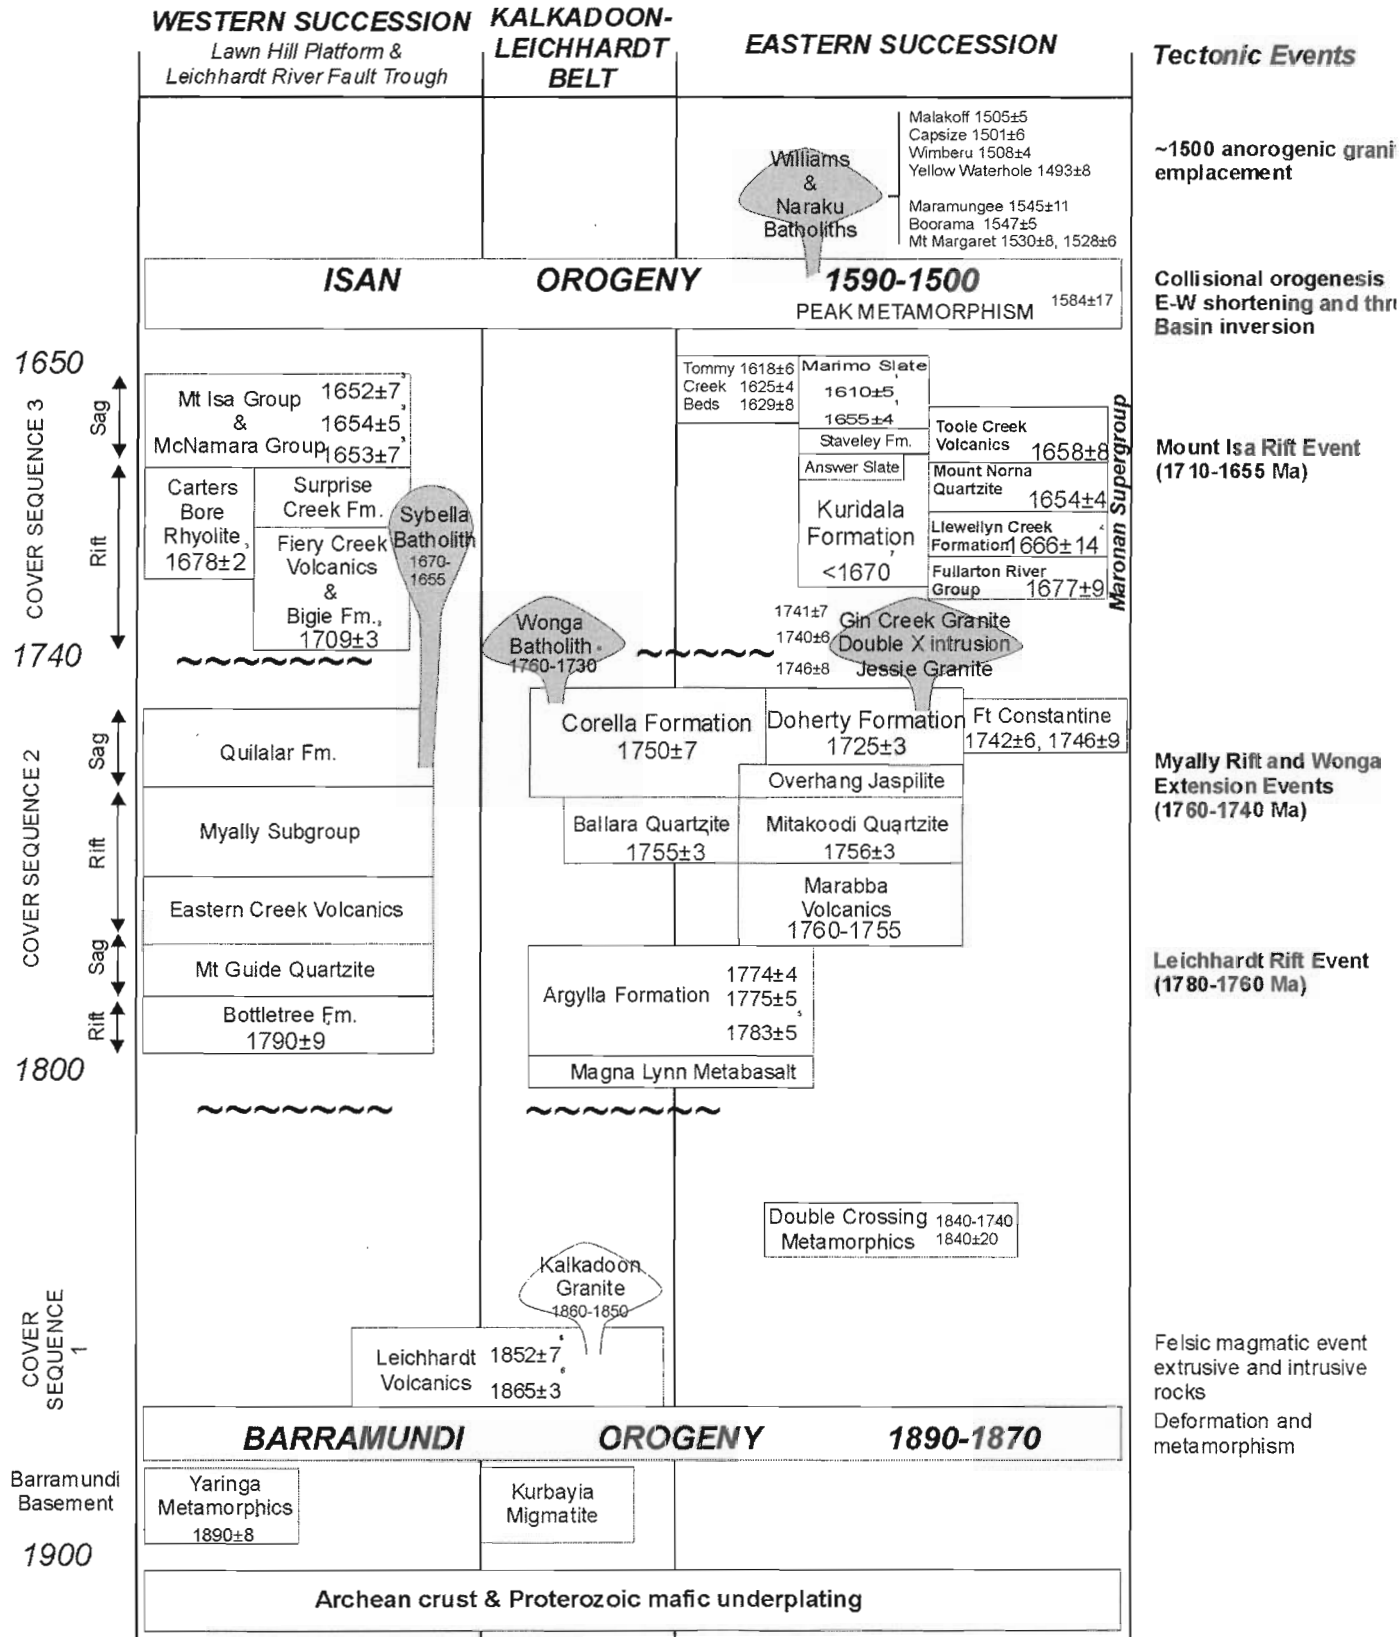 WESTERN SUCCESSION
Lawn Hill Platform &
Leichhardt River Fault Trough
KALKADOON-
LEICHHARDT
BELT
EASTERN SUCCESSION
Tectonic Events
Williams
&
Naraku
Batholiths
Malakoff 1505±5
Capsize 1501±6
Wimberu 1508±4
Yellow Waterhole 1493±8
Maramungee 1545±11
Boorama 1547±5
Mt Margaret 1530±8, 1528±6
~1500 anorogenic grani
emplacement
ISAN OROGENY 1590-1500
PEAK METAMORPHISM 1584±17
Collisional orogenesis
E-W shortening and thr
Basin inversion
1650
COVER SEQUENCE 3
Sag
Rift
Mt Isa Group
&
McNamara Group
1652±7
1654±5
1653±7
Carters
Bore
Rhyolite
1678±2
Surprise
Creek Fm.
Fiery Creek
Volcanics
&
Bigie Fm.
1709±3
Sybella
Batholith
1670-
1655
Tommy 1618±6
Creek 1625±4
Beds 1629±8
Marimo Slate
1610±5
1655±4
Staveley Fm.
Answer Slate
Kuridala
Formation
<1670
Toole Creek
Volcanics
1658±8
Mount Norna
Quartzite
1654±4
Llewellyn Creek
Formation 1666±14
Fullarton River
Group 1677±9
Maronan Supergroup
Mount Isa Rift Event
(1710-1655 Ma)
1740
~~~~~~~
Wonga
Batholith
1760-1730
~~~~~
1741±7
1740±6
1746±8
Gin Creek Granite
Double X intrusion
Jessie Granite
COVER SEQUENCE 2
Sag
Rift
Sag
Rift
Quilalar Fm.
Myally Subgroup
Eastern Creek Volcanics
Mt Guide Quartzite
Bottletree Fm.
1790±9
Corella Formation
1750±7
Doherty Formation
1725±3
Ft Constantine
1742±6, 1746±9
Overhang Jaspilite
Ballara Quartzite
1755±3
Mitakoodi Quartzite
1756±3
Marabba
Volcanics
1760-1755
Argylla Formation
1774±4
1775±5
1783±5
Magna Lynn Metabasalt
Myally Rift and Wonga
Extension Events
(1760-1740 Ma)
Leichhardt Rift Event
(1780-1760 Ma)
1800
~~~~~~~
~~~~~~~
Double Crossing 1840-1740
Metamorphics 1840±20
Kalkadoon
Granite
1860-1850
COVER
SEQUENCE
1
Leichhardt
Volcanics
1852±7
1865±3
Felsic magmatic event
extrusive and intrusive
rocks
Deformation and
metamorphism
BARRAMUNDI OROGENY 1890-1870
Barramundi
Basement
Yaringa
Metamorphics
1890±8
Kurbayia
Migmatite
1900
Archean crust & Proterozoic mafic underplating